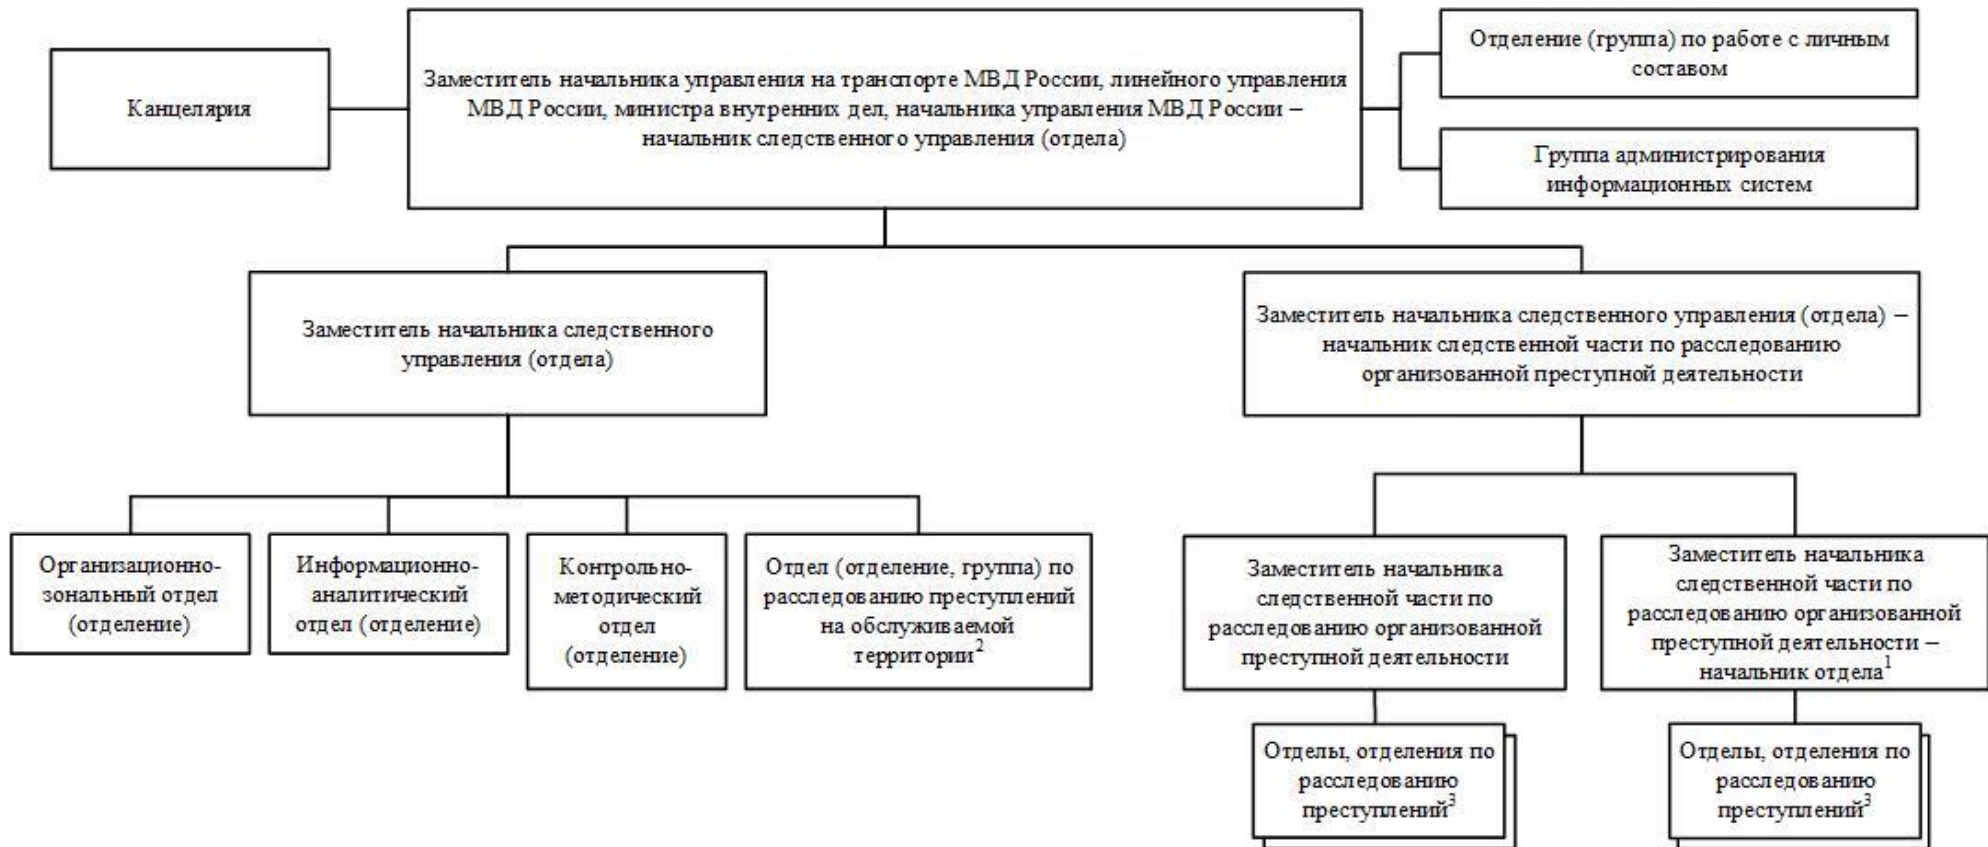 Канцелярия
Заместитель начальника управления на транспорте МВД России, линейного управления
МВД России, министра внутренних дел, начальника управления МВД России –
начальник следственного управления (отдела)
Отделение (группа) по работе с личным
составом
Группа администрирования
информационных систем
Заместитель начальника следственного
управления (отдела)
Заместитель начальника следственного управления (отдела) –
начальник следственной части по расследованию
организованной преступной деятельности
Организационно-
зональный отдел
(отделение)
Информационно-
аналитический
отдел (отделение)
Контрольно-
методический
отдел
(отделение)
Отдел (отделение, группа) по
расследованию преступлений
на обслуживаемой
территории²
Заместитель начальника
следственной части по
расследованию организованной
преступной деятельности
Заместитель начальника
следственной части по
расследованию организованной
преступной деятельности –
начальник отдела¹
Отделы, отделения по
расследованию
преступлений³
Отделы, отделения по
расследованию
преступлений³